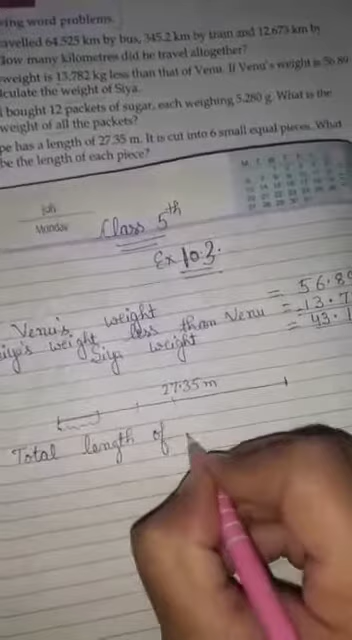 ving word problems.
avelled 64.525 km by bus, 345.2 km by train and 12.673 km by
How many kilometres did he travel altogether?
weight is 13.782 kg less than that of Venu. If Venu's weight is 56.89
lculate the weight of Siya.
bought 12 packets of sugar, each weighing 5.280 g. What is the
weight of all the packets?
pe has a length of 27.35 m. It is cut into 6 small equal pieces. What
be the length of each piece?
Monday
Class 5th
Ex 10.3.
Venu's weight = 56.89
iya's weight less than Venu = -13.7
Siya weight = 43.1
27.35 m
Total length of